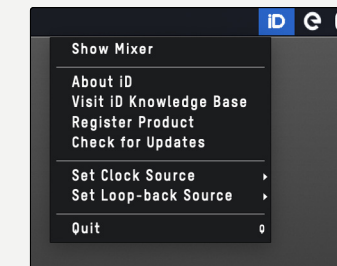 iD
Show Mixer
About iD
Visit iD Knowledge Base
Register Product
Check for Updates
Set Clock Source
Set Loop-back Source
Quit